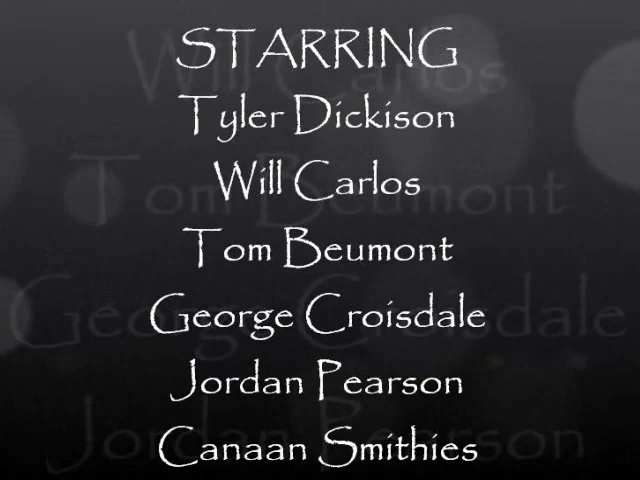 STARRING
Tyler Dickison
Will Carlos
Tom Beumont
George Croisdale
Jordan Pearson
Canaan Smithies